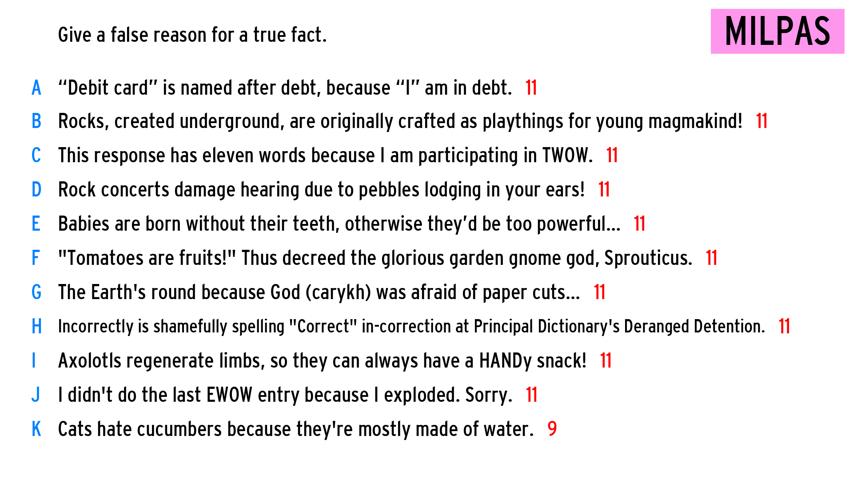 Give a false reason for a true fact.
MILPAS
A “Debit card” is named after debt, because “I” am in debt. 11
B Rocks, created underground, are originally crafted as playthings for young magmakind! 11
C This response has eleven words because I am participating in TWOW. 11
D Rock concerts damage hearing due to pebbles lodging in your ears! 11
E Babies are born without their teeth, otherwise they’d be too powerful... 11
F "Tomatoes are fruits!" Thus decreed the glorious garden gnome god, Sprouticus. 11
G The Earth's round because God (carykh) was afraid of paper cuts... 11
H Incorrectly is shamefully spelling "Correct" in-correction at Principal Dictionary's Deranged Detention. 11
I Axolotls regenerate limbs, so they can always have a HANDy snack! 11
J I didn't do the last EWOW entry because I exploded. Sorry. 11
K Cats hate cucumbers because they're mostly made of water. 9